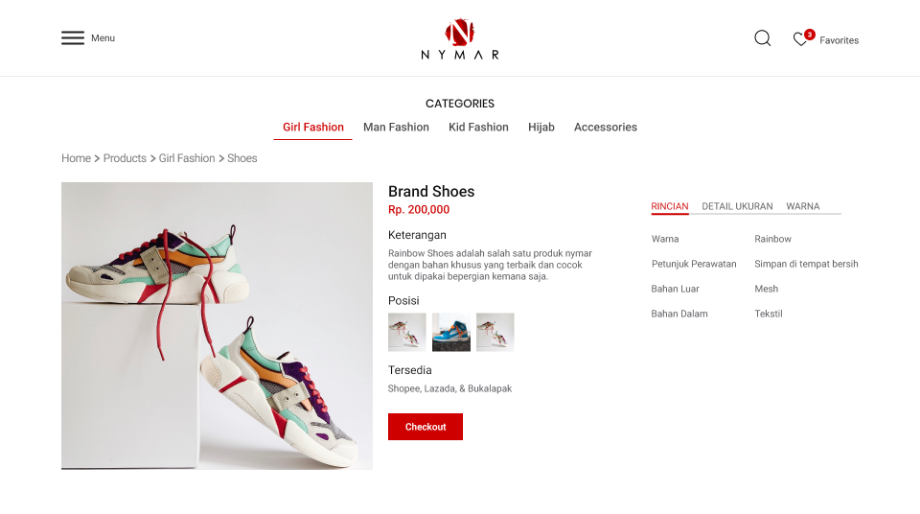 Menu
NYMAR
3
Favorites
CATEGORIES
Girl Fashion
Man Fashion
Kid Fashion
Hijab
Accessories
Home > Products > Girl Fashion > Shoes
Brand Shoes
Rp. 200,000
Keterangan
Rainbow Shoes adalah salah satu produk nymar
dengan bahan khusus yang terbaik dan cocok
untuk dipakai bepergian kemana saja.
Posisi
Tersedia
Shopee, Lazada, & Bukalapak
Checkout
RINCIAN DETAIL UKURAN WARNA
Warna Rainbow
Petunjuk Perawatan Simpan di tempat bersih
Bahan Luar Mesh
Bahan Dalam Tekstil